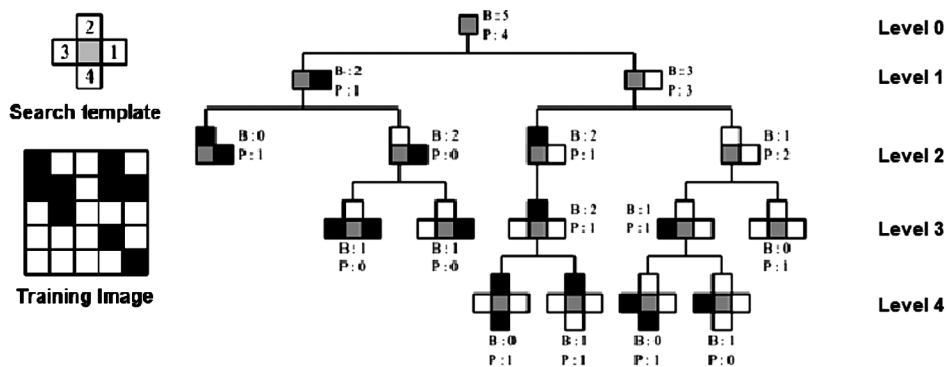 2
3 1
4
Search template
Training Image
B : 5
P : 4
Level 0
B : 2
P : 1
B : 3
P : 3
Level 1
B : 0
P : 1
B : 2
P : 0
B : 2
P : 1
B : 1
P : 2
Level 2
B : 1
P : 0
B : 1
P : 0
B : 2
P : 1
B : 1
P : 1
B : 0
P : 1
Level 3
B : 0
P : 1
B : 1
P : 1
B : 0
P : 1
B : 1
P : 0
Level 4